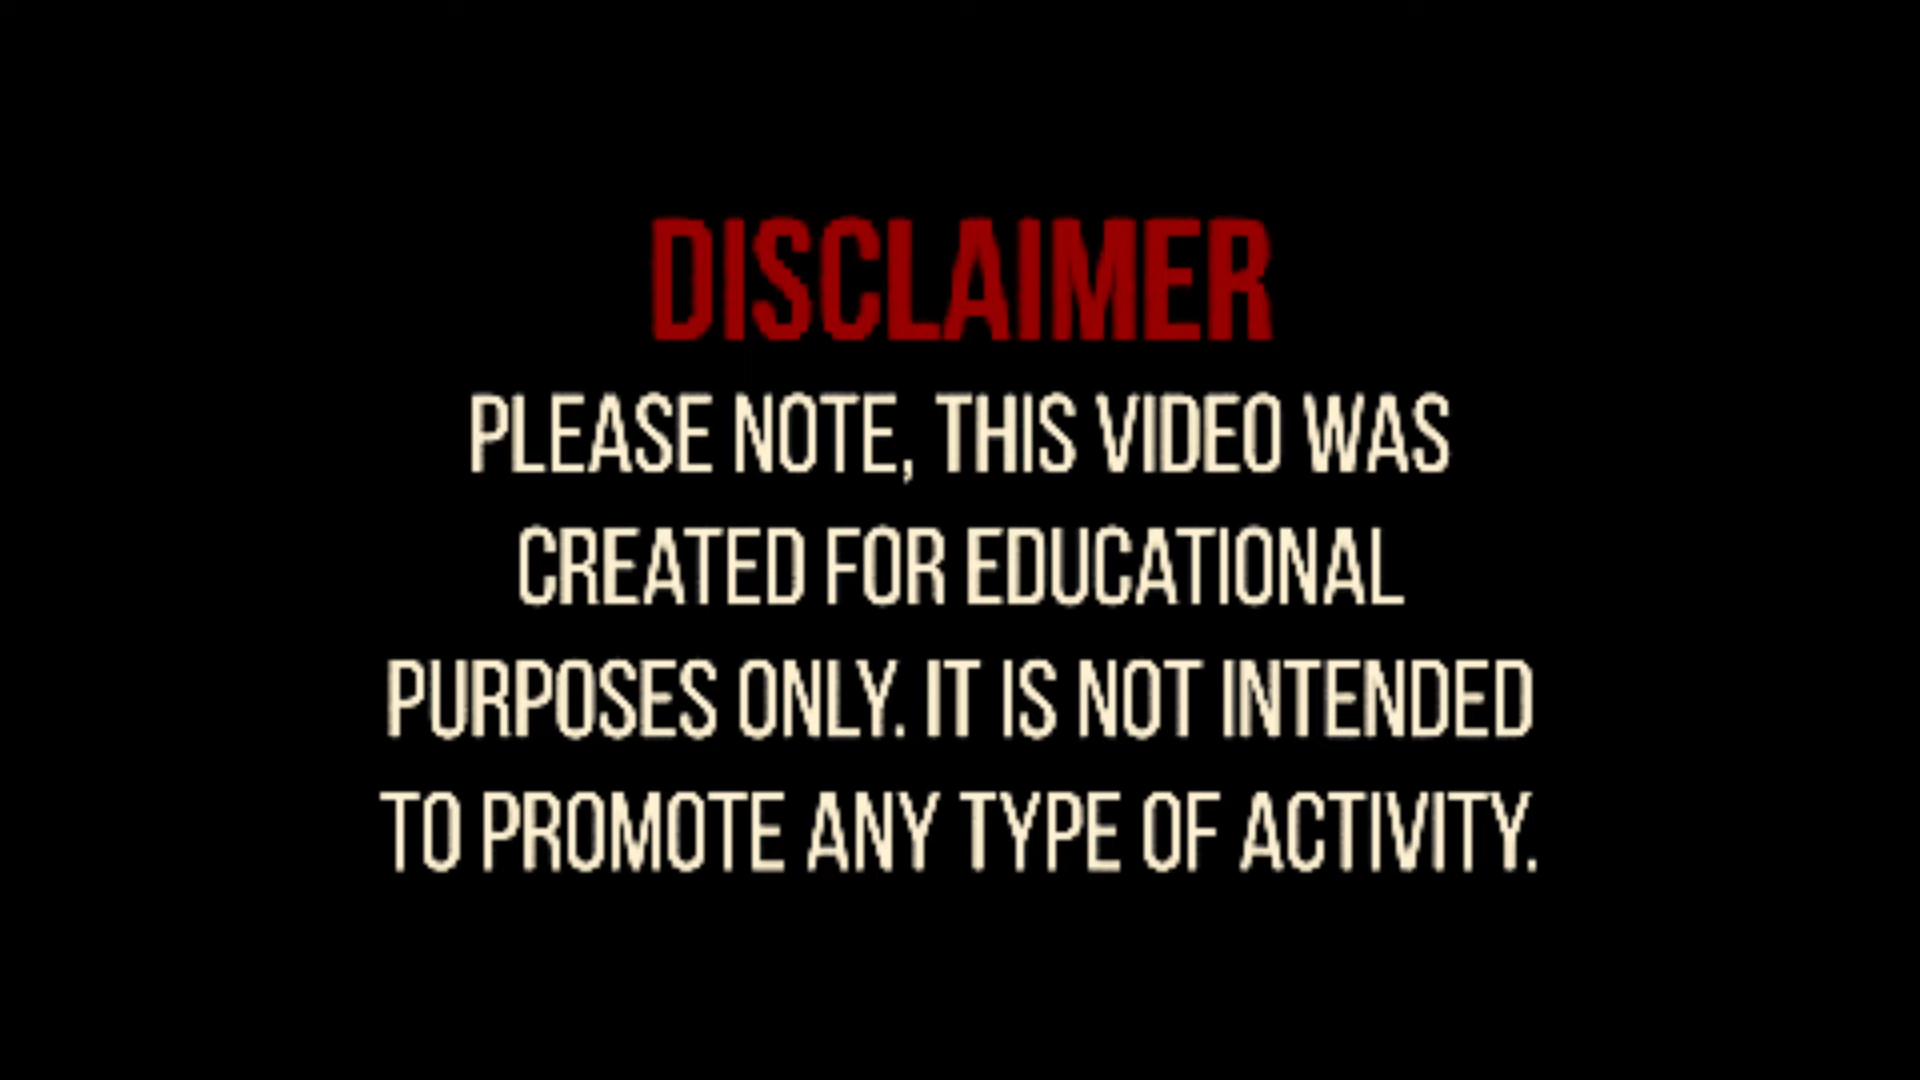 DISCLAIMER
PLEASE NOTE, THIS VIDEO WAS
CREATED FOR EDUCATIONAL
PURPOSES ONLY. IT IS NOT INTENDED
TO PROMOTE ANY TYPE OF ACTIVITY.